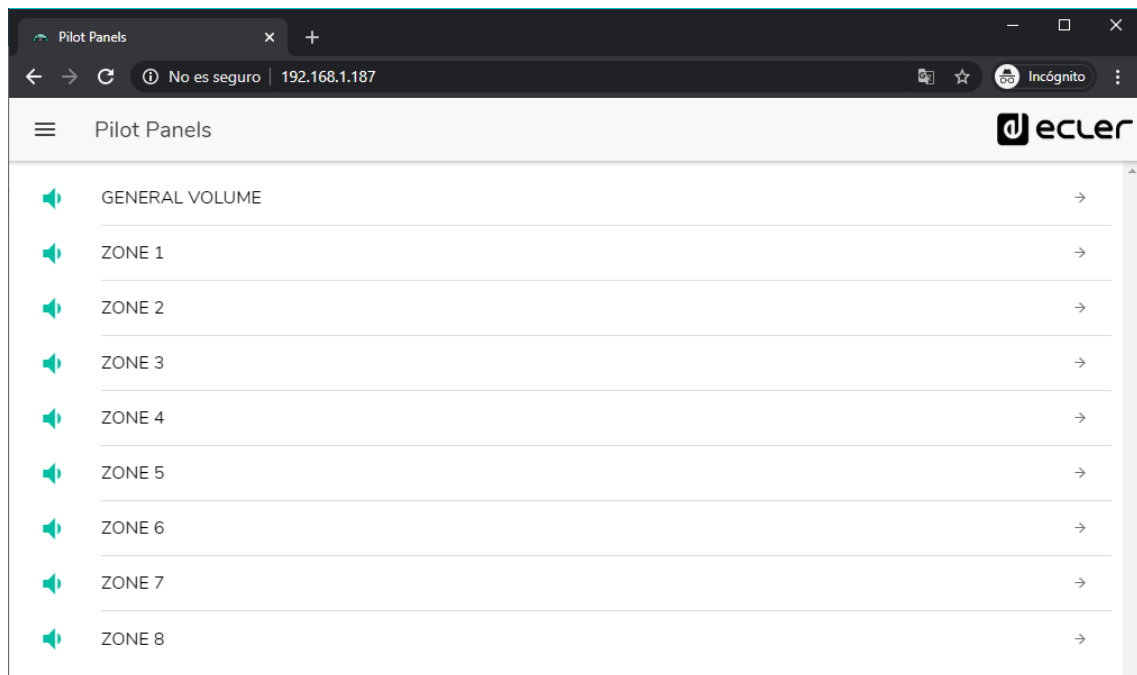 Pilot Panels
No es seguro 192.168.1.187 Incógnito
Pilot Panels ecler
GENERAL VOLUME
ZONE 1
ZONE 2
ZONE 3
ZONE 4
ZONE 5
ZONE 6
ZONE 7
ZONE 8